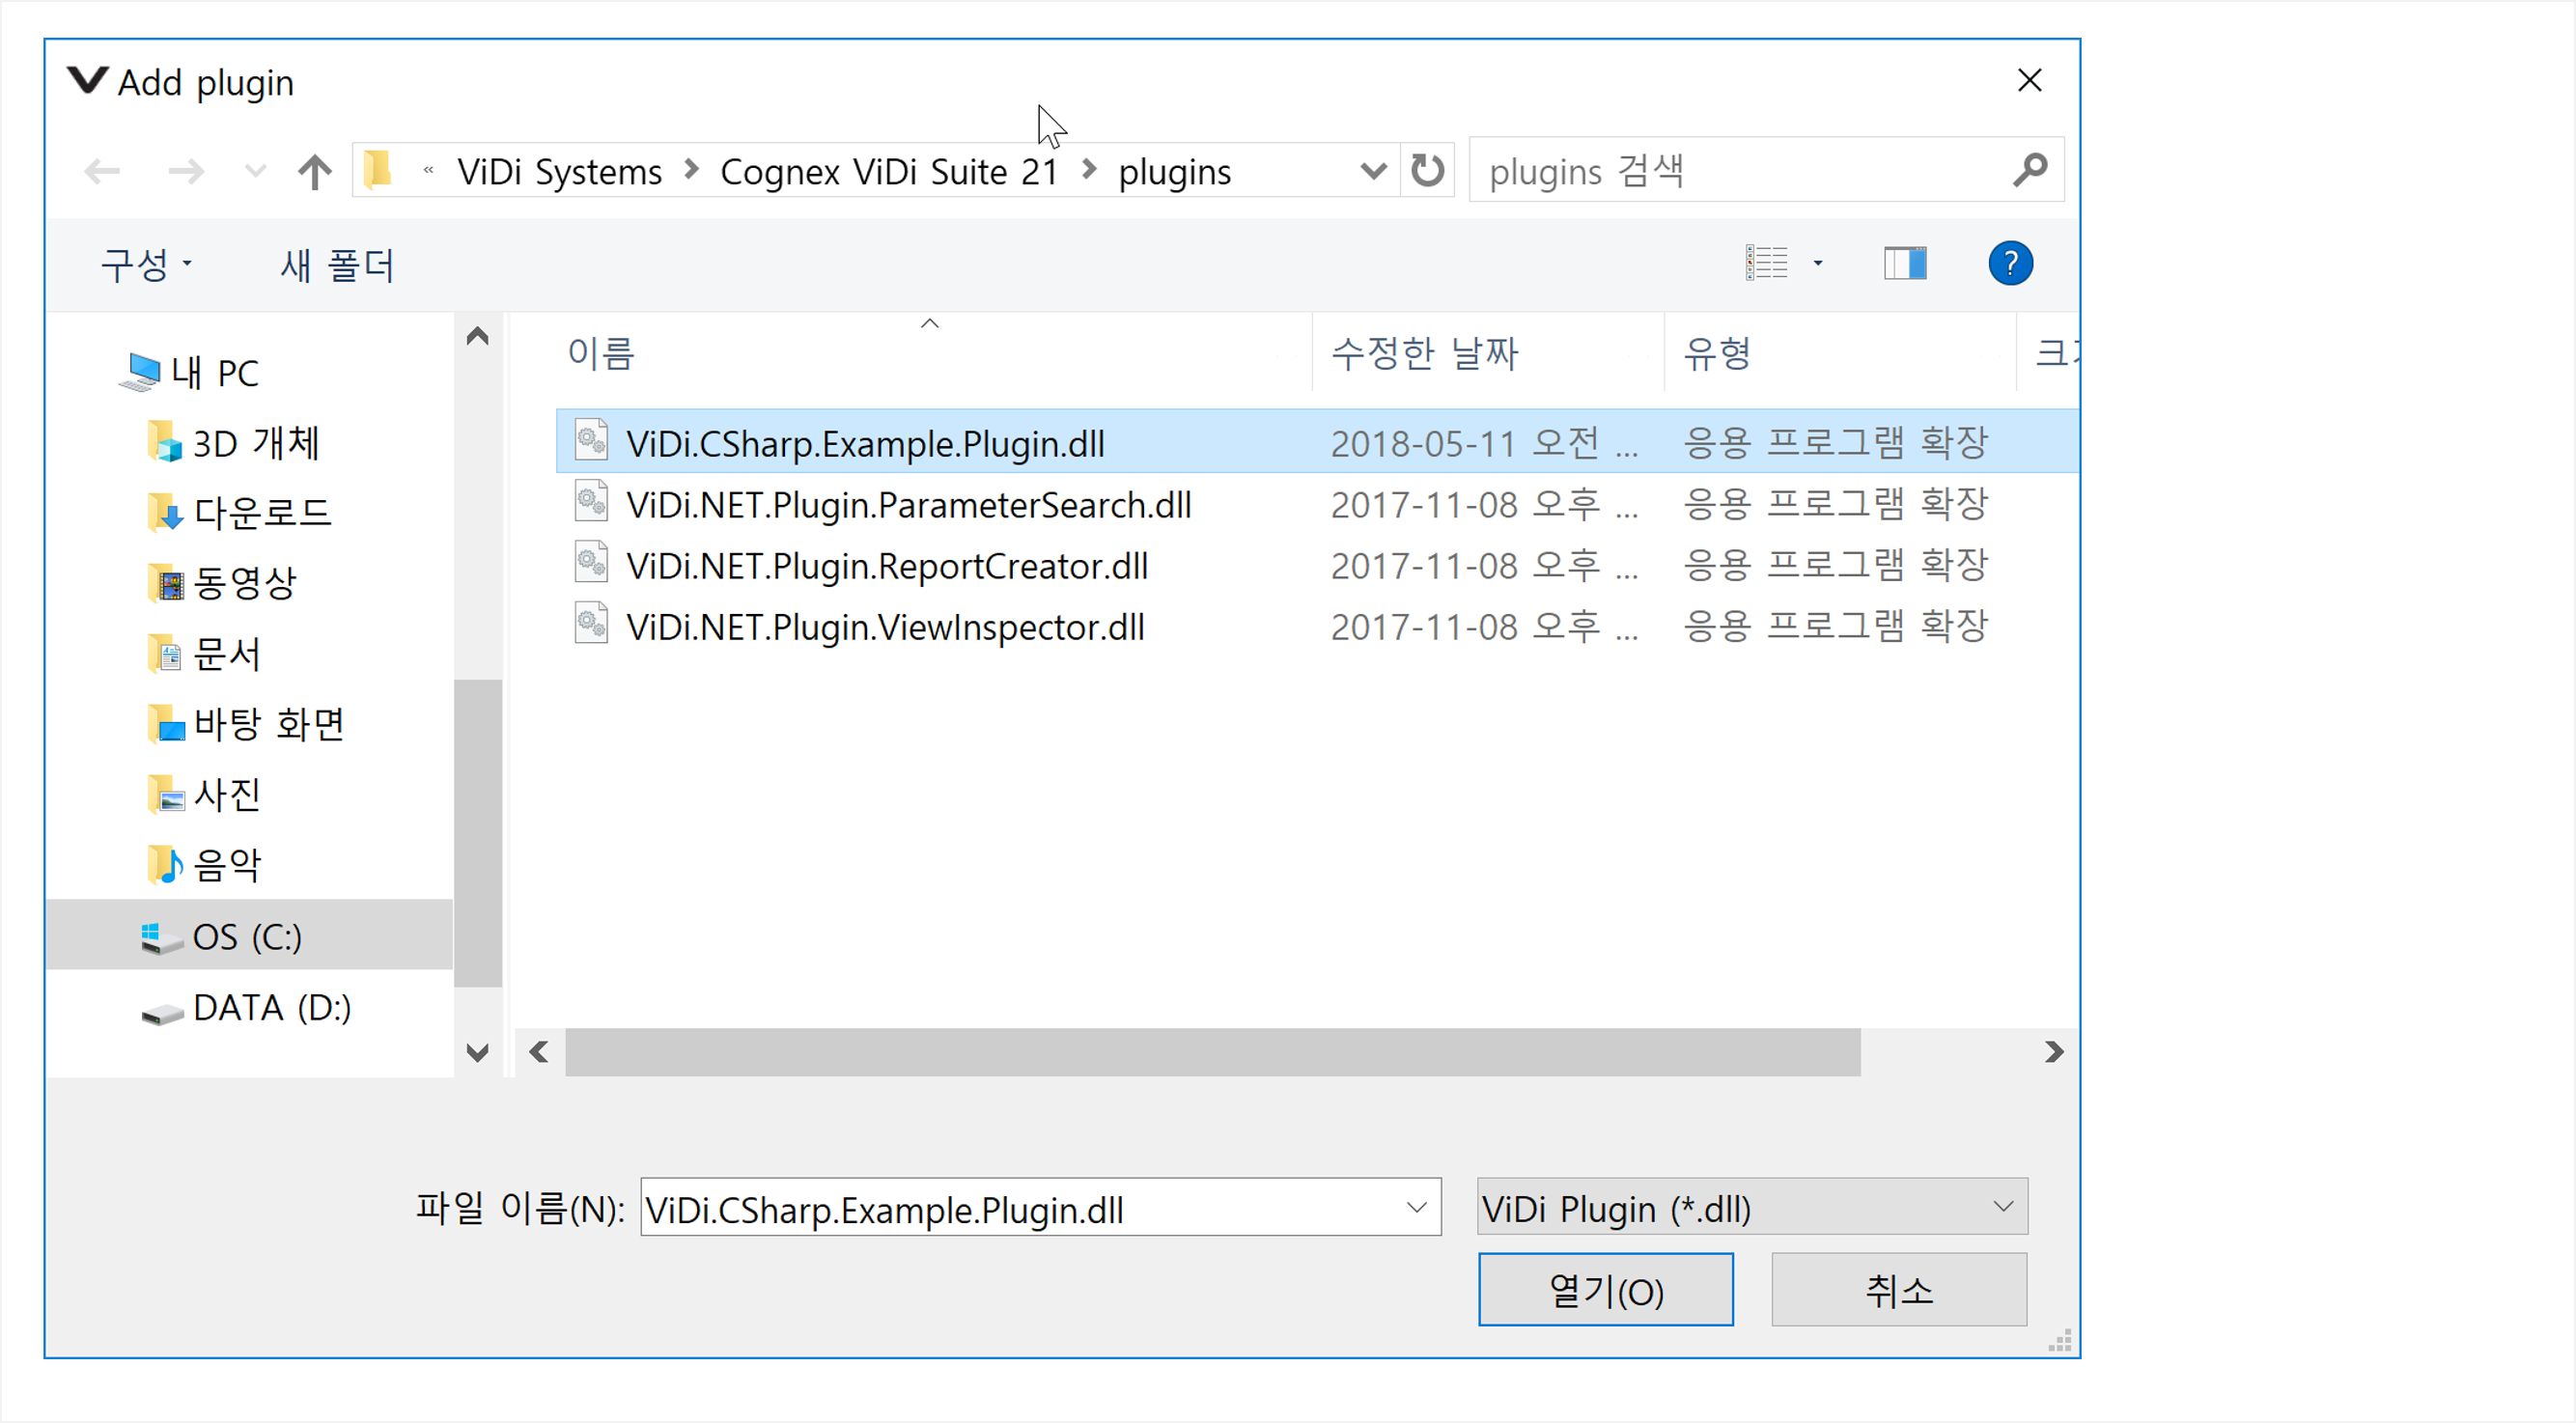 Add plugin
« ViDi Systems > Cognex ViDi Suite 21 > plugins
plugins 검색
구성
새 폴더
내 PC
3D 개체
다운로드
동영상
문서
바탕 화면
사진
음악
OS (C:)
DATA (D:)
이름 수정한 날짜 유형
ViDi.CSharp.Example.Plugin.dll 2018-05-11 오전 ... 응용 프로그램 확장
ViDi.NET.Plugin.ParameterSearch.dll 2017-11-08 오후 ... 응용 프로그램 확장
ViDi.NET.Plugin.ReportCreator.dll 2017-11-08 오후 ... 응용 프로그램 확장
ViDi.NET.Plugin.ViewInspector.dll 2017-11-08 오후 ... 응용 프로그램 확장
파일 이름(N): ViDi.CSharp.Example.Plugin.dll
ViDi Plugin (*.dll)
열기(O)
취소